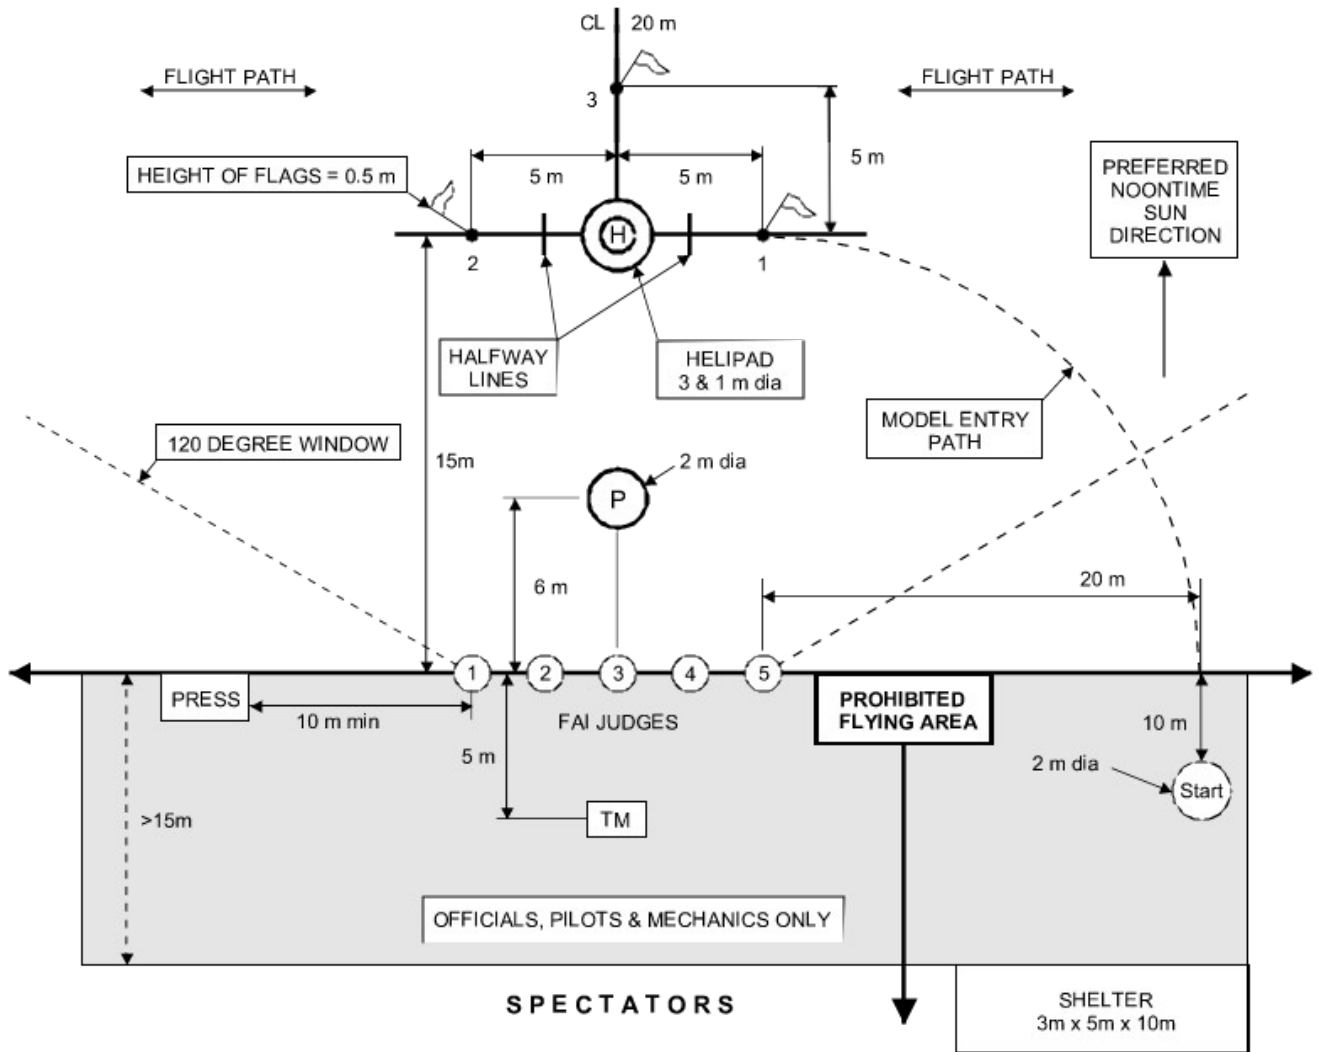 CL 20 m
FLIGHT PATH
FLIGHT PATH
3
HEIGHT OF FLAGS = 0.5 m
5 m
5 m
5 m
PREFERRED
NOONTIME
SUN
DIRECTION
H
2
1
HALFWAY
LINES
HELIPAD
3 & 1 m dia
MODEL ENTRY
PATH
120 DEGREE WINDOW
15m
2 m dia
P
6 m
20 m
1
2
3
4
5
PRESS
10 m min
FAI JUDGES
PROHIBITED
FLYING AREA
10 m
5 m
2 m dia
Start
>15m
TM
OFFICIALS, PILOTS & MECHANICS ONLY
SPECTATORS
SHELTER
3m x 5m x 10m